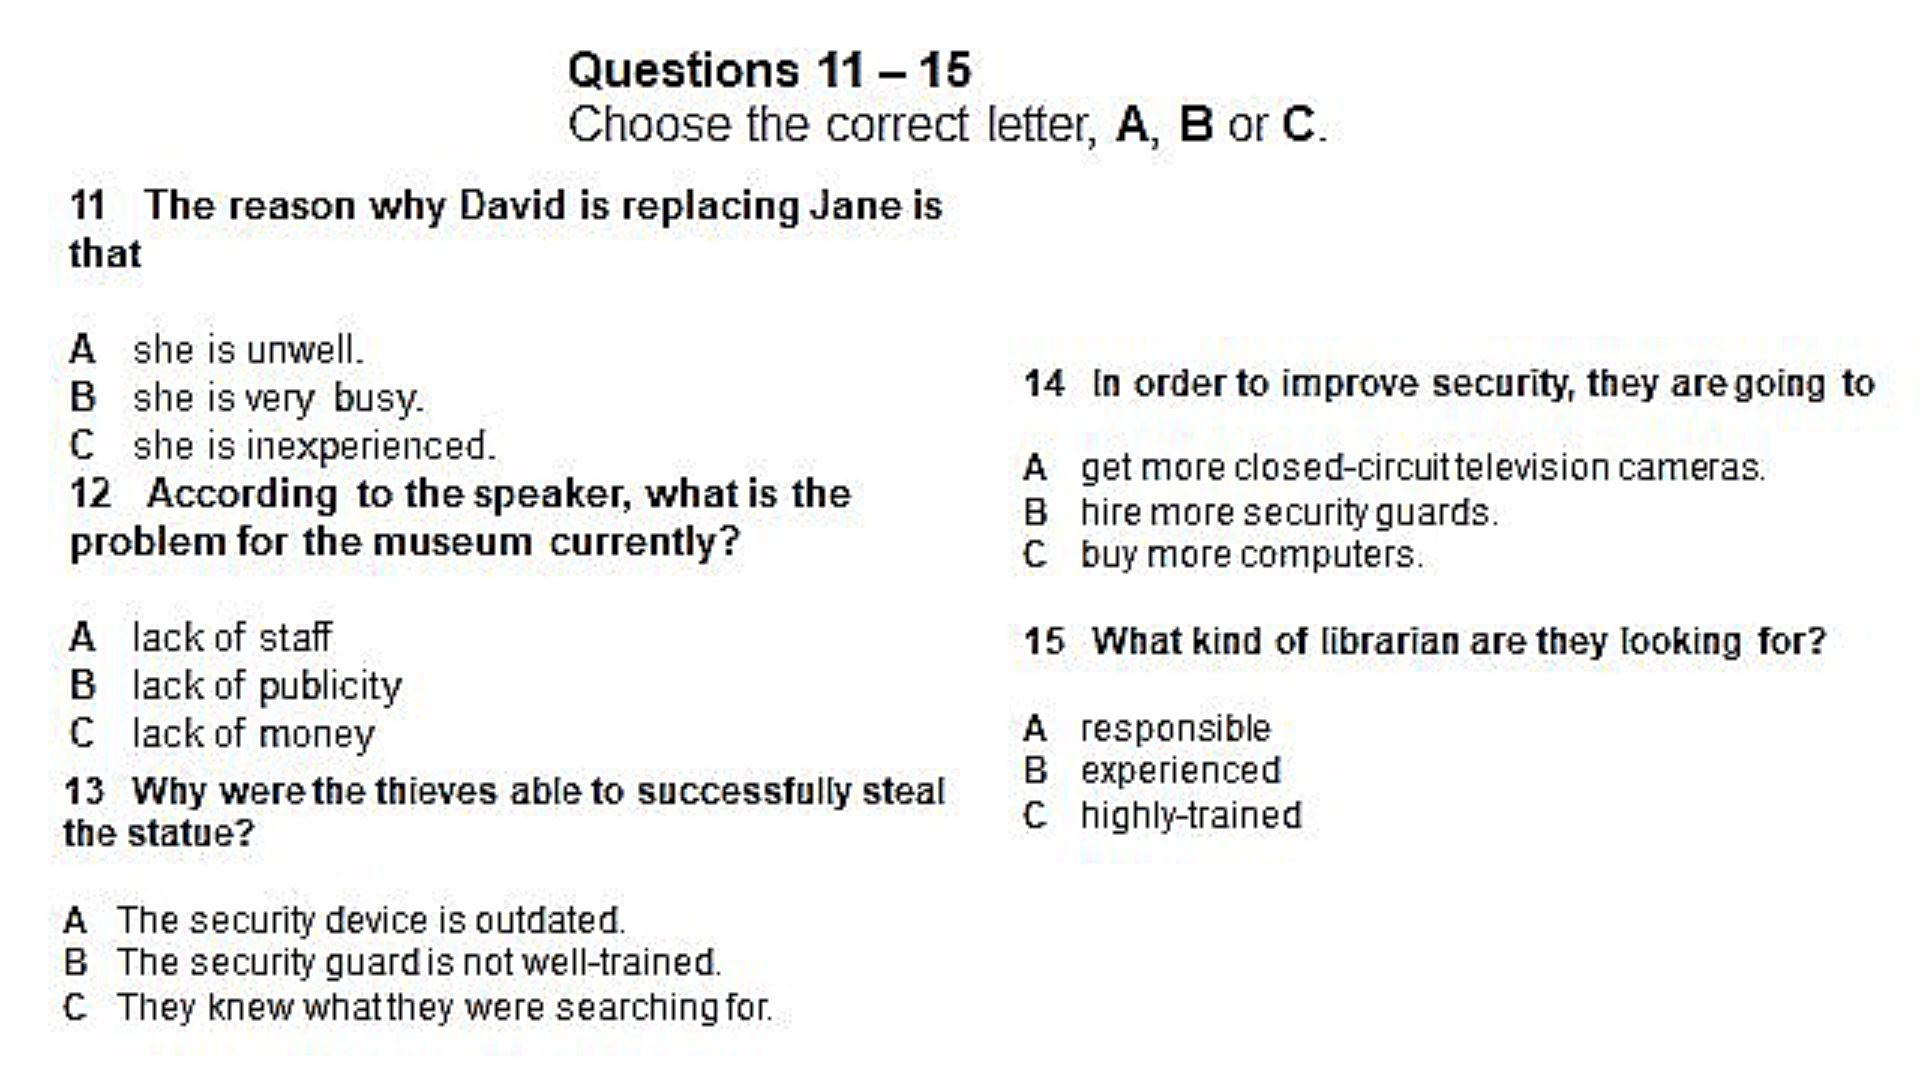 Questions 11 – 15
Choose the correct letter, A, B or C.
11 The reason why David is replacing Jane is
that
A she is unwell.
B she is very busy.
C she is inexperienced.
12 According to the speaker, what is the
problem for the museum currently?
A lack of staff
B lack of publicity
C lack of money
13 Why were the thieves able to successfully steal
the statue?
A The security device is outdated.
B The security guard is not well-trained.
C They knew what they were searching for.
14 In order to improve security, they are going to
A get more closed-circuit television cameras.
B hire more security guards.
C buy more computers.
15 What kind of librarian are they looking for?
A responsible
B experienced
C highly-trained